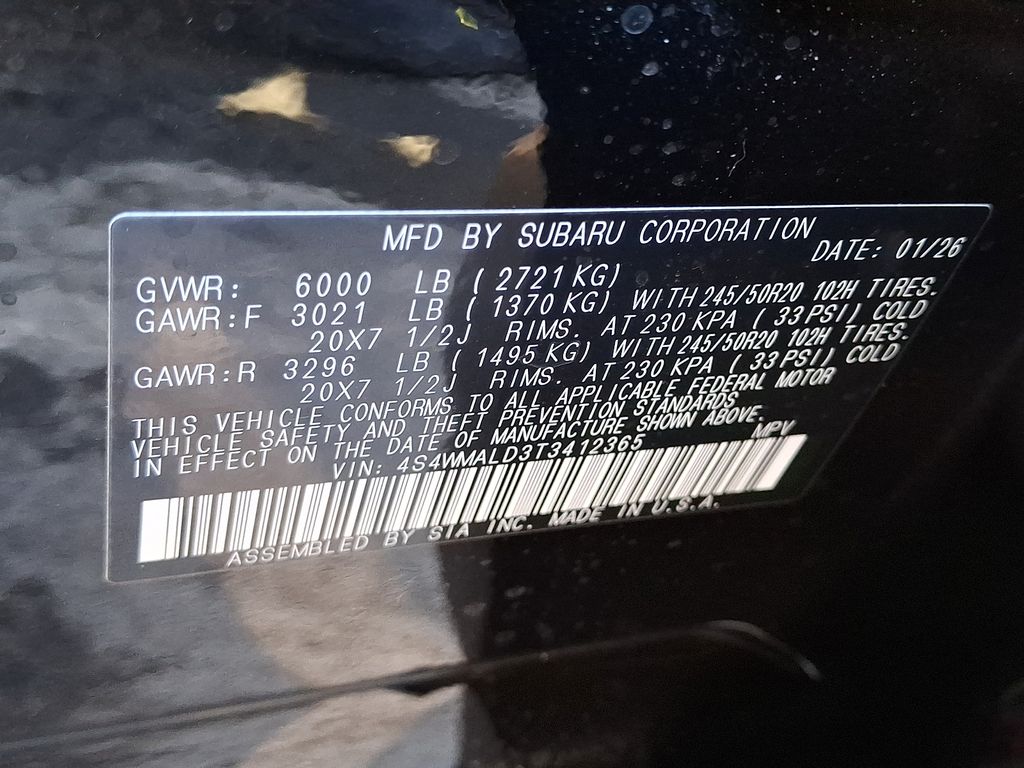 MFD BY SUBARU CORPORATION
DATE: 01/26
GVWR: 6000 LB ( 2721 KG)
GAWR: F 3021 LB ( 1370 KG) WITH 245/50R20 102H TIRES.
20X7 1/2J RIMS. AT 230 KPA ( 33 PSI) COLD
GAWR: R 3296 LB ( 1495 KG) WITH 245/50R20 102H TIRES.
20X7 1/2J RIMS. AT 230 KPA ( 33 PSI) COLD
THIS VEHICLE CONFORMS TO ALL APPLICABLE FEDERAL MOTOR
VEHICLE SAFETY AND THEFT PREVENTION STANDARDS
IN EFFECT ON THE DATE OF MANUFACTURE SHOWN ABOVE.
VIN: 4S4WMALD3T3412365 MPV
ASSEMBLED BY SIA INC. MADE IN U.S.A.